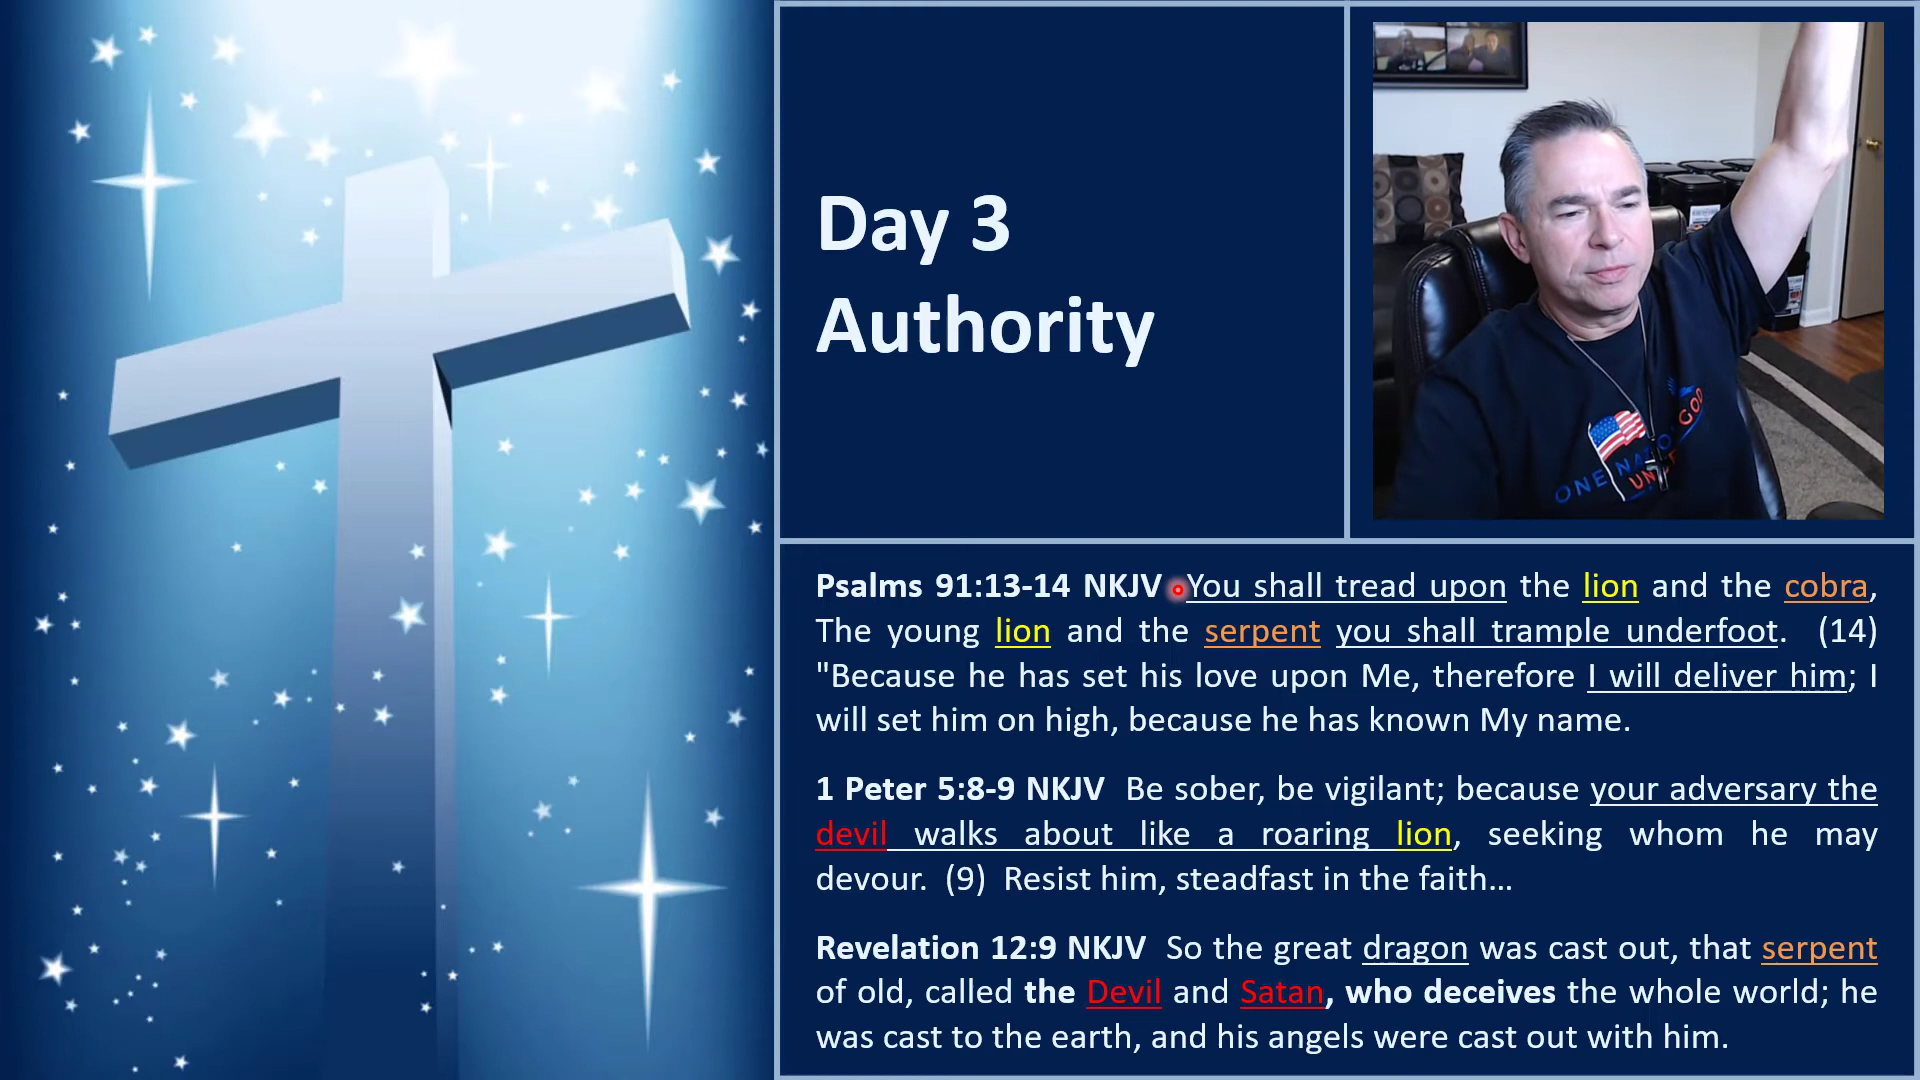 Day 3
Authority
ONE NATION
UNDER GOD
Psalms 91:13-14 NKJV You shall tread upon the lion and the cobra,
The young lion and the serpent you shall trample underfoot. (14)
"Because he has set his love upon Me, therefore I will deliver him; I
will set him on high, because he has known My name.
1 Peter 5:8-9 NKJV Be sober, be vigilant; because your adversary the
devil walks about like a roaring lion, seeking whom he may
devour. (9) Resist him, steadfast in the faith...
Revelation 12:9 NKJV So the great dragon was cast out, that serpent
of old, called the Devil and Satan, who deceives the whole world; he
was cast to the earth, and his angels were cast out with him.